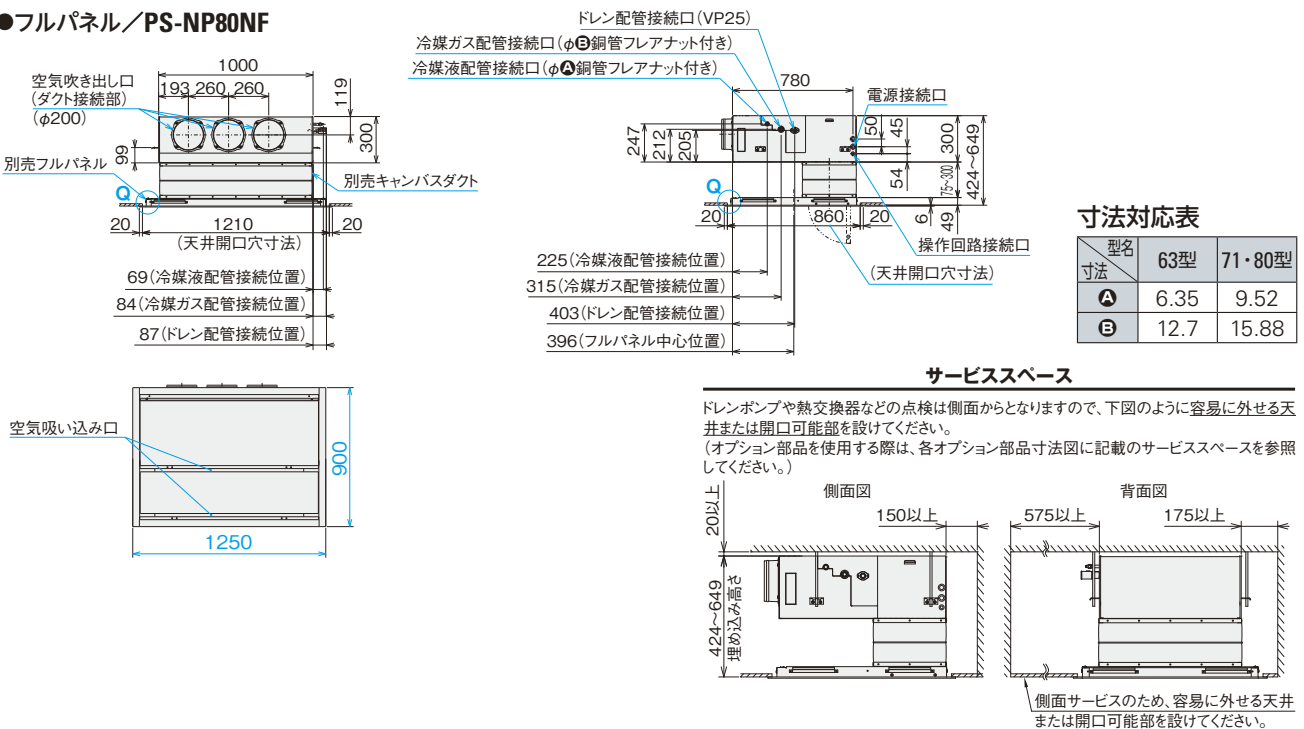 ●フルパネル／PS-NP80NF
空気吹き出し口
（ダクト接続部）
（φ200）
1000
193 260 260
119
300
99
別売フルパネル
別売キャンバスダクト
Q
20
1210
20
（天井開口穴寸法）
69（冷媒液配管接続位置）
84（冷媒ガス配管接続位置）
87（ドレン配管接続位置）
空気吸い込み口
900
1250
ドレン配管接続口（VP25）
冷媒ガス配管接続口（φB銅管フレアナット付き）
冷媒液配管接続口（φA銅管フレアナット付き）
780
電源接続口
247
212
205
50
45
300
54
75~300
424~649
Q
20
860
20
6
49
操作回路接続口
（天井開口穴寸法）
225（冷媒液配管接続位置）
315（冷媒ガス配管接続位置）
403（ドレン配管接続位置）
396（フルパネル中心位置）
寸法対応表
型名
寸法
63型 71・80型
A 6.35 9.52
B 12.7 15.88
サービススペース
ドレンポンプや熱交換器などの点検は側面からとなりますので、下図のように容易に外せる天
井または開口可能部を設けてください。
（オプション部品を使用する際は、各オプション部品寸法図に記載のサービススペースを参照
してください。）
側面図
20以上
150以上
424~649
埋め込み高さ
背面図
575以上
175以上
側面サービスのため、容易に外せる天井
または開口可能部を設けてください。